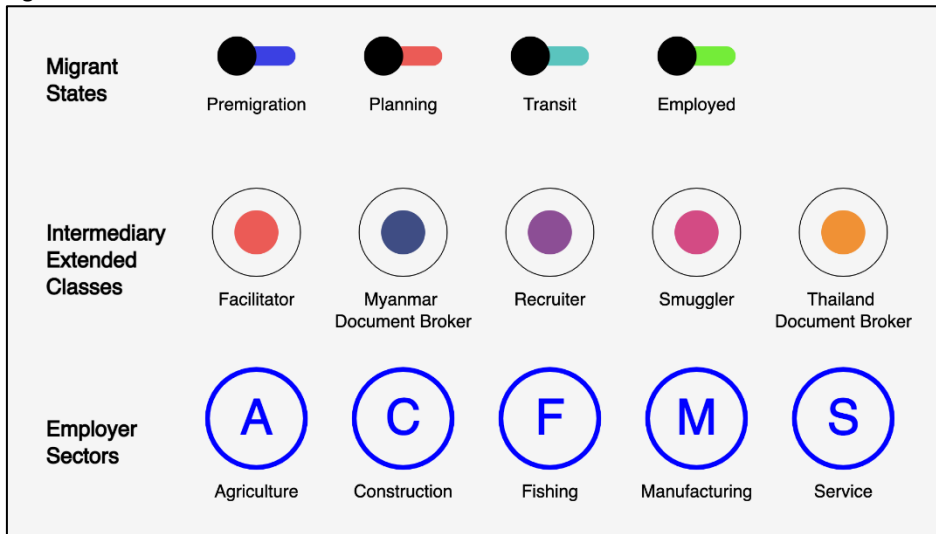 Migrant
States
Premigration
Planning
Transit
Employed
Intermediary
Extended
Classes
Facilitator
Myanmar
Document Broker
Recruiter
Smuggler
Thailand
Document Broker
Employer
Sectors
A
C
F
M
S
Agriculture
Construction
Fishing
Manufacturing
Service